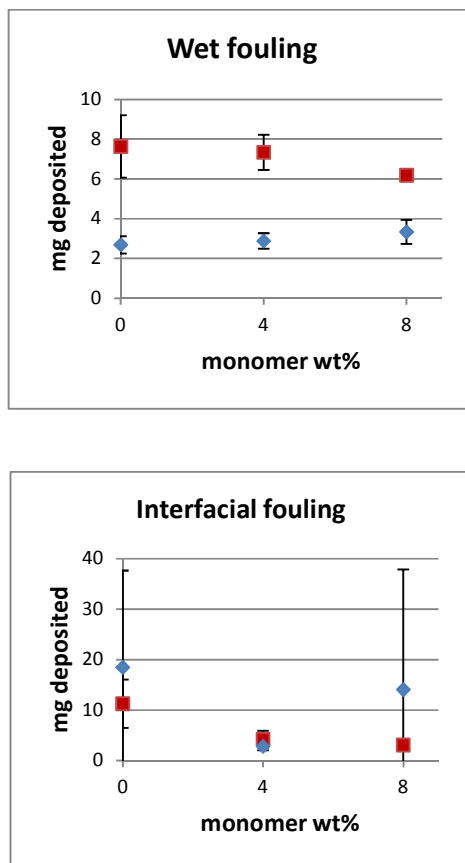 Wet fouling
10
8
6
4
2
0
mg deposited
0 4 8
monomer wt%
Interfacial fouling
40
30
20
10
0
mg deposited
0 4 8
monomer wt%